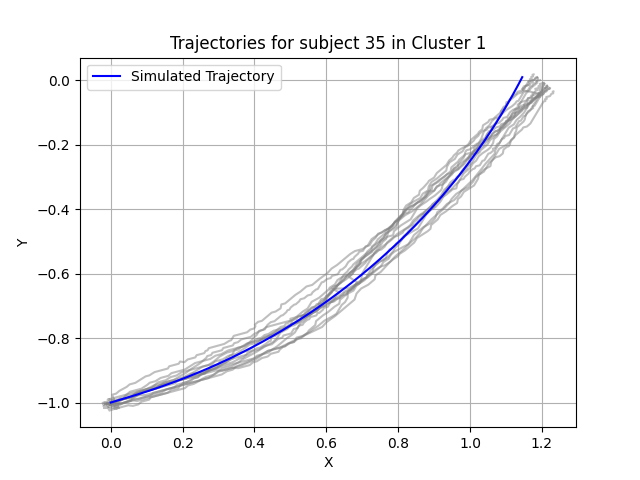 Trajectories for subject 35 in Cluster 1
Simulated Trajectory
0.0
−0.2
−0.4
−0.6
−0.8
−1.0
Y
0.0 0.2 0.4 0.6 0.8 1.0 1.2
X